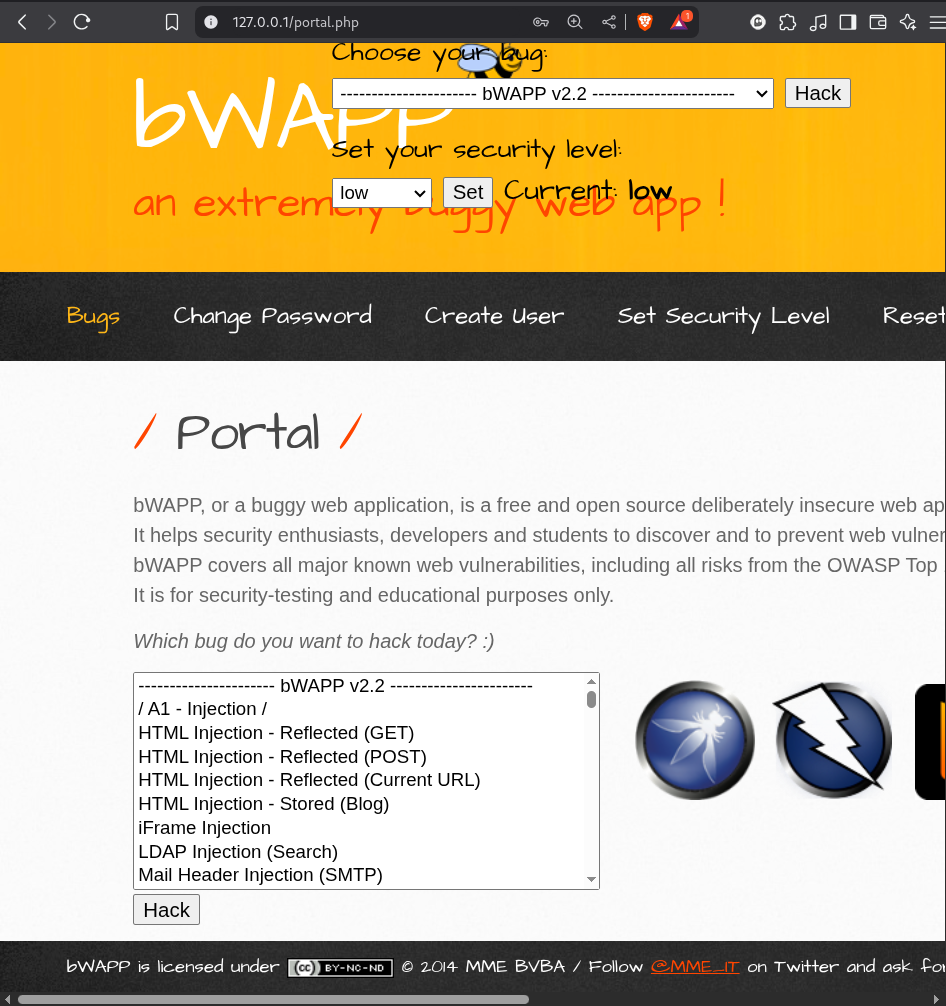 127.0.0.1/portal.php
1
Choose your bug:
---------------------- bWAPP v2.2 -----------------------
Hack
bWAPP
Set your security level:
low
Set
Current: low
an extremely buggy web app !
Bugs
Change Password
Create User
Set Security Level
Reset
/ Portal /
bWAPP, or a buggy web application, is a free and open source deliberately insecure web ap
It helps security enthusiasts, developers and students to discover and to prevent web vulner
bWAPP covers all major known web vulnerabilities, including all risks from the OWASP Top
It is for security-testing and educational purposes only.
Which bug do you want to hack today? :)
---------------------- bWAPP v2.2 -----------------------
/ A1 - Injection /
HTML Injection - Reflected (GET)
HTML Injection - Reflected (POST)
HTML Injection - Reflected (Current URL)
HTML Injection - Stored (Blog)
iFrame Injection
LDAP Injection (Search)
Mail Header Injection (SMTP)
Hack
bWAPP is licensed under (cc) BY-NC-ND © 2014 MME BVBA / Follow @MME_IT on Twitter and ask for